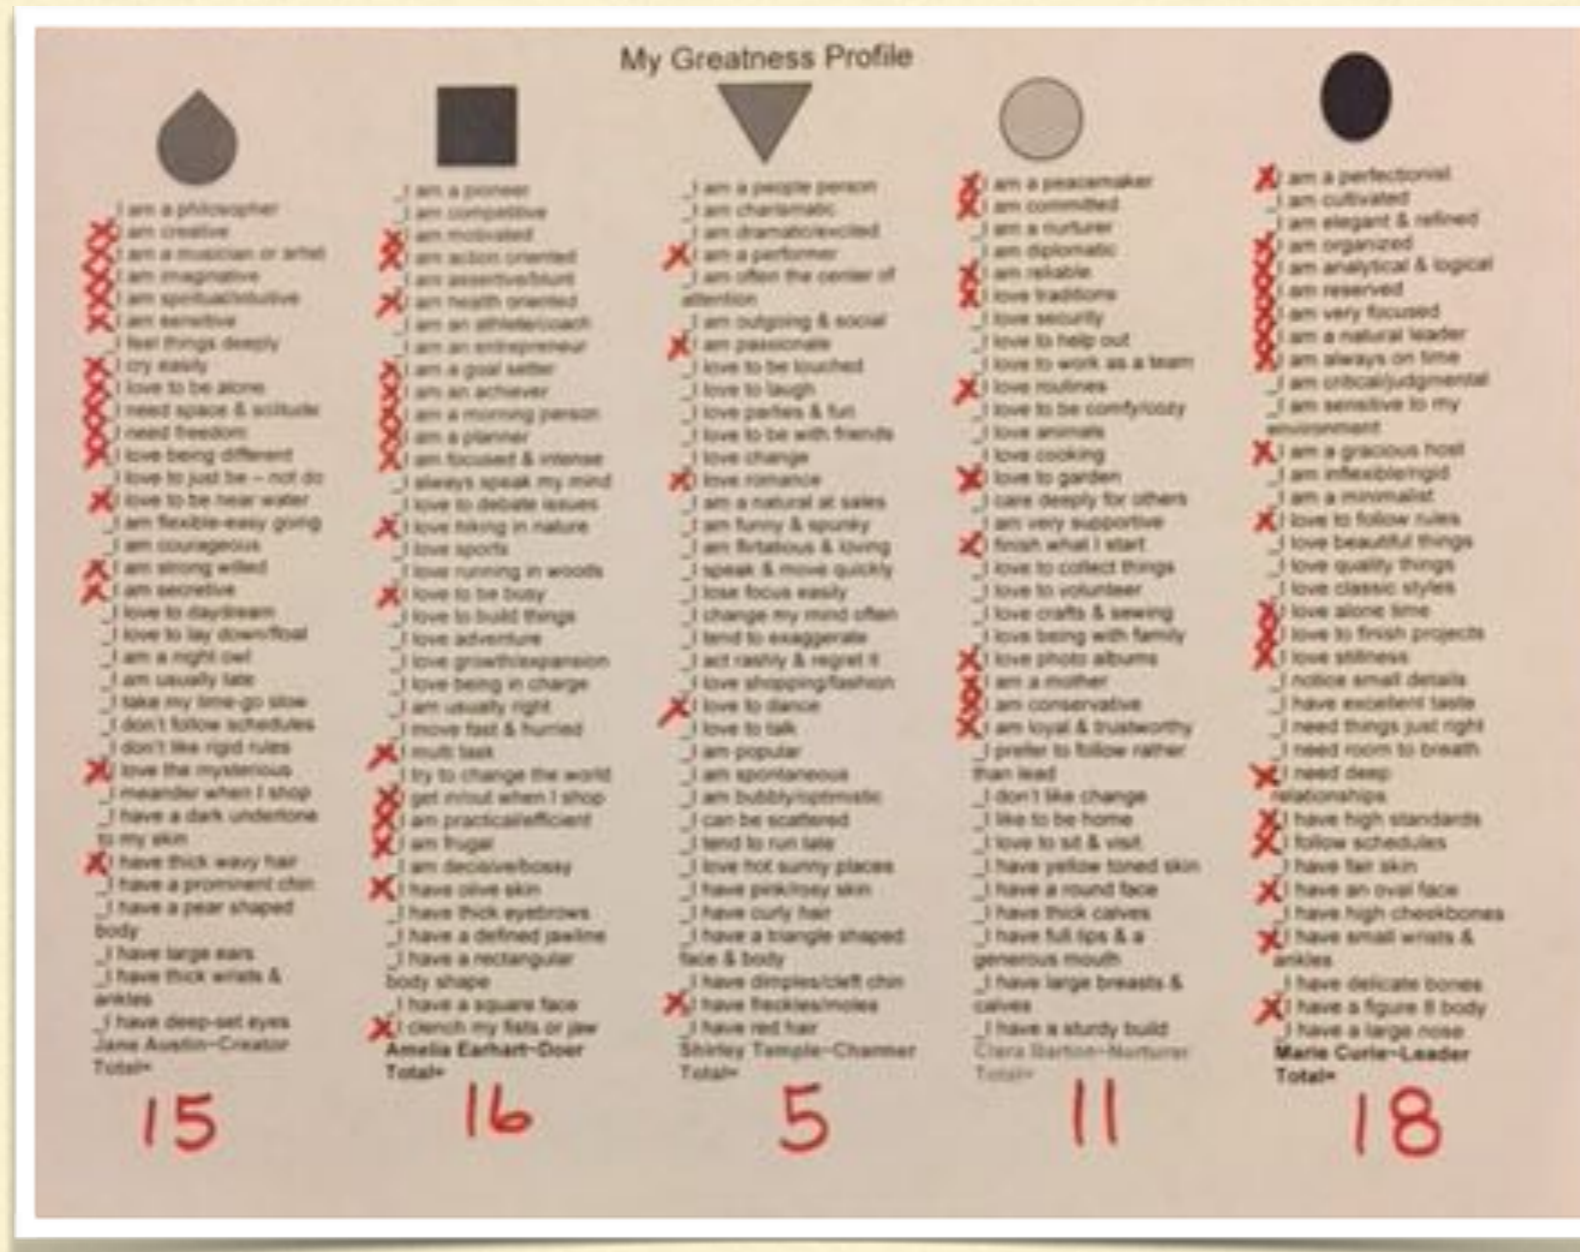 My Greatness Profile
_I am a philosopher
X I am creative
X I am a musician or artist
X I am imaginative
X I am spiritual/intuitive
X I am sensitive
_I feel things deeply
X I cry easily
X I love to be alone
X I need space & solitude
X I need freedom
X I love being different
_I love to just be – not do
X I love to be near water
_I am flexible-easy going
_I am courageous
X I am strong willed
X I am secretive
_I love to daydream
_I love to lay down/float
_I am a night owl
_I am usually late
_I take my time-go slow
_I don't follow schedules
_I don't like rigid rules
X I love the mysterious
_I meander when I shop
_I have a dark undertone
to my skin
X I have thick wavy hair
_I have a prominent chin
_I have a pear shaped
body
_I have large ears
_I have thick wrists &
ankles
_I have deep-set eyes
Jane Austin~Creator
Total=
15
_I am a pioneer
_I am competitive
X I am motivated
X I am action oriented
_I am assertive/blunt
X I am health oriented
_I am an athlete/coach
_I am an entrepreneur
X I am a goal setter
X I am an achiever
X I am a morning person
X I am a planner
X I am focused & intense
_I always speak my mind
_I love to debate issues
X I love hiking in nature
_I love sports
_I love running in woods
X I love to be busy
_I love to build things
_I love adventure
_I love growth/expansion
_I love being in charge
_I am usually right
_I move fast & hurried
X I multi task
_I try to change the world
X I get in/out when I shop
X I am practical/efficient
X I am frugal
_I am decisive/bossy
X I have olive skin
_I have thick eyebrows
_I have a defined jawline
_I have a rectangular
body shape
_I have a square face
X I clench my fists or jaw
Amelia Earhart~Doer
Total=
16
_I am a people person
_I am charismatic
_I am dramatic/excited
X I am a performer
_I am often the center of
attention
_I am outgoing & social
X I am passionate
_I love to be touched
_I love to laugh
_I love parties & fun
_I love to be with friends
_I love change
X I love romance
_I am a natural at sales
_I am funny & spunky
_I am flirtatious & loving
_I speak & move quickly
_I lose focus easily
_I change my mind often
_I tend to exaggerate
_I act rashly & regret it
_I love shopping/fashion
X I love to dance
_I love to talk
_I am popular
_I am spontaneous
_I am bubbly/optimistic
_I can be scattered
_I tend to run late
_I love hot sunny places
_I have pink/rosy skin
_I have curly hair
_I have a triangle shaped
face & body
_I have dimples/cleft chin
X I have freckles/moles
_I have red hair
Shirley Temple~Charmer
Total=
5
X I am a peacemaker
X I am committed
_I am a nurturer
_I am diplomatic
X I am reliable
X I love traditions
_I love security
_I love to help out
_I love to work as a team
X I love routines
_I love to be comfy/cozy
_I love animals
_I love cooking
X I love to garden
_I care deeply for others
_I am very supportive
X I finish what I start
_I love to collect things
_I love to volunteer
_I love crafts & sewing
_I love being with family
X I love photo albums
X I am a mother
X I am conservative
X I am loyal & trustworthy
_I prefer to follow rather
than lead
_I don't like change
_I like to be home
_I love to sit & visit
_I have yellow toned skin
_I have a round face
_I have thick calves
_I have full lips & a
generous mouth
_I have large breasts &
calves
_I have a sturdy build
Clara Barton~Nurturer
Total=
11
X I am a perfectionist
_I am cultivated
_I am elegant & refined
X I am organized
X I am analytical & logical
X I am reserved
X I am very focused
X I am a natural leader
X I am always on time
_I am critical/judgmental
_I am sensitive to my
environment
X I am a gracious host
_I am inflexible/rigid
_I am a minimalist
X I love to follow rules
_I love beautiful things
_I love quality things
_I love classic styles
X I love alone time
X I love to finish projects
X I love stillness
_I notice small details
_I have excellent taste
_I need things just right
_I need room to breath
X I need deep
relationships
X I have high standards
X I follow schedules
_I have fair skin
X I have an oval face
_I have high cheekbones
X I have small wrists &
ankles
_I have delicate bones
X I have a figure 8 body
_I have a large nose
Marie Curie~Leader
Total=
18